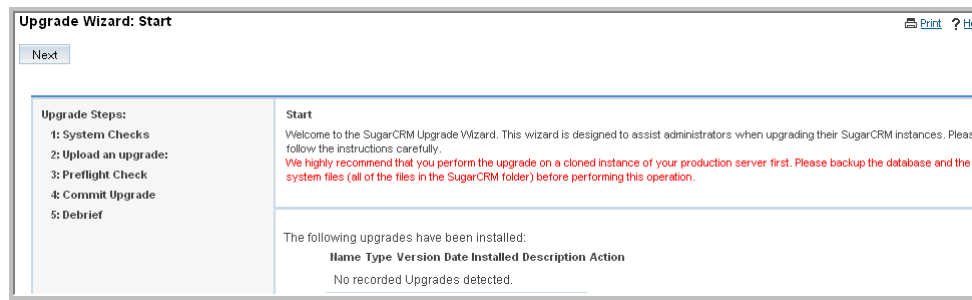 Upgrade Wizard: Start
Print ?
Next
Upgrade Steps:
1: System Checks
2: Upload an upgrade:
3: Preflight Check
4: Commit Upgrade
5: Debrief
Start
Welcome to the SugarCRM Upgrade Wizard. This wizard is designed to assist administrators when upgrading their SugarCRM instances.
follow the instructions carefully.
We highly recommend that you perform the upgrade on a cloned instance of your production server first. Please backup the database and the
system files (all of the files in the SugarCRM folder) before performing this operation.
The following upgrades have been installed:
Name Type Version Date Installed Description Action
No recorded Upgrades detected.